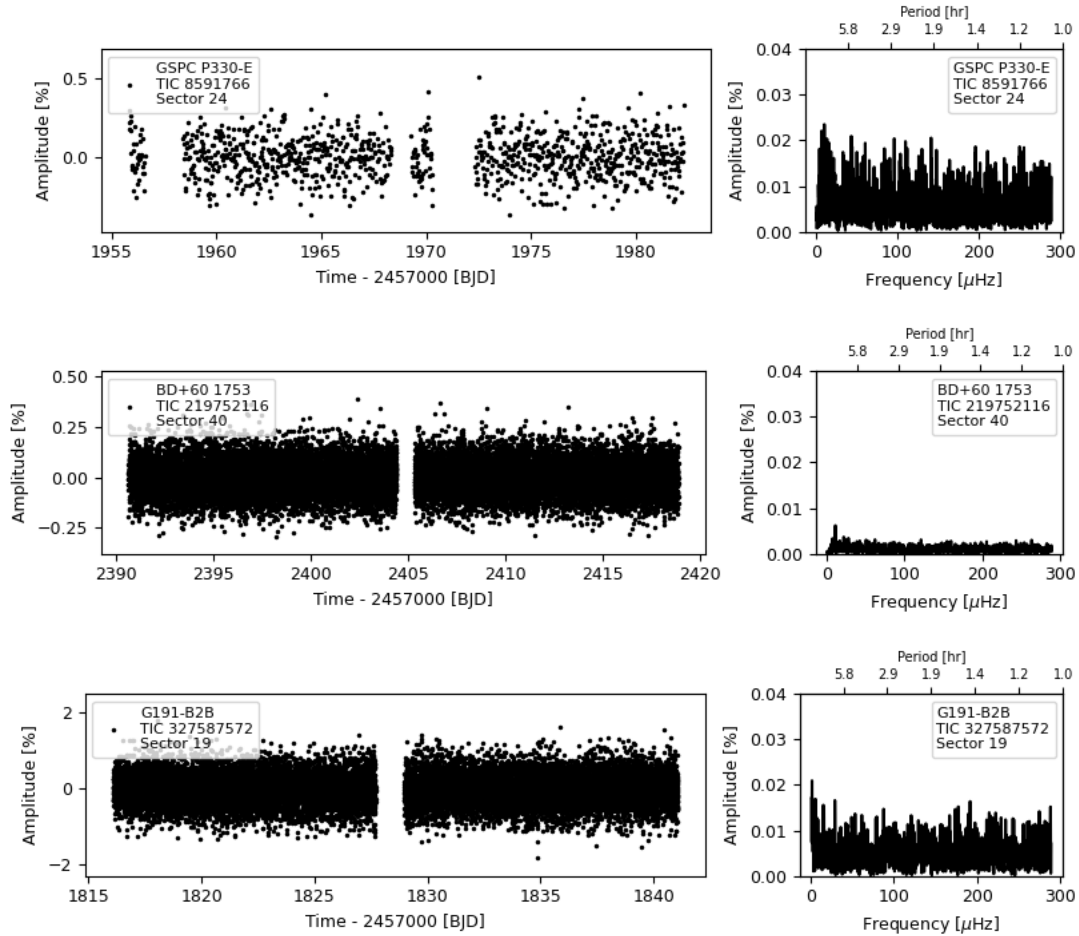 Period [hr]
5.8 2.9 1.9 1.4 1.2 1.0
GSPC P330-E
TIC 8591766
Sector 24
Amplitude [%]
0.5
0.0
1955 1960 1965 1970 1975 1980
Time - 2457000 [BJD]
GSPC P330-E
TIC 8591766
Sector 24
Amplitude [%]
0.04
0.03
0.02
0.01
0.00
0 100 200 300
Frequency [μHz]
Period [hr]
5.8 2.9 1.9 1.4 1.2 1.0
BD+60 1753
TIC 219752116
Sector 40
Amplitude [%]
0.50
0.25
0.00
−0.25
2390 2395 2400 2405 2410 2415 2420
Time - 2457000 [BJD]
BD+60 1753
TIC 219752116
Sector 40
Amplitude [%]
0.04
0.03
0.02
0.01
0.00
0 100 200 300
Frequency [μHz]
Period [hr]
5.8 2.9 1.9 1.4 1.2 1.0
G191-B2B
TIC 327587572
Sector 19
Amplitude [%]
2
0
−2
1815 1820 1825 1830 1835 1840
Time - 2457000 [BJD]
G191-B2B
TIC 327587572
Sector 19
Amplitude [%]
0.04
0.03
0.02
0.01
0.00
0 100 200 300
Frequency [μHz]